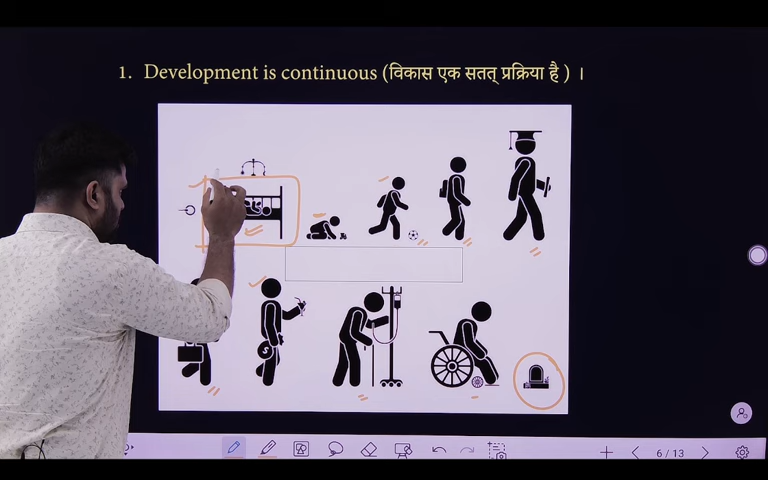 1. Development is continuous (विकास एक सतत् प्रक्रिया है ) ।
$
6 / 13